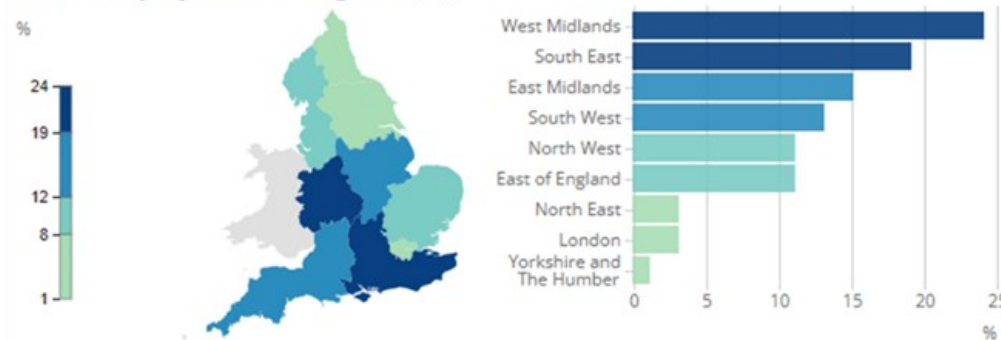 %
24
19
12
8
1
West Midlands
South East
East Midlands
South West
North West
East of England
North East
London
Yorkshire and
The Humber
0 5 10 15 20 25
%